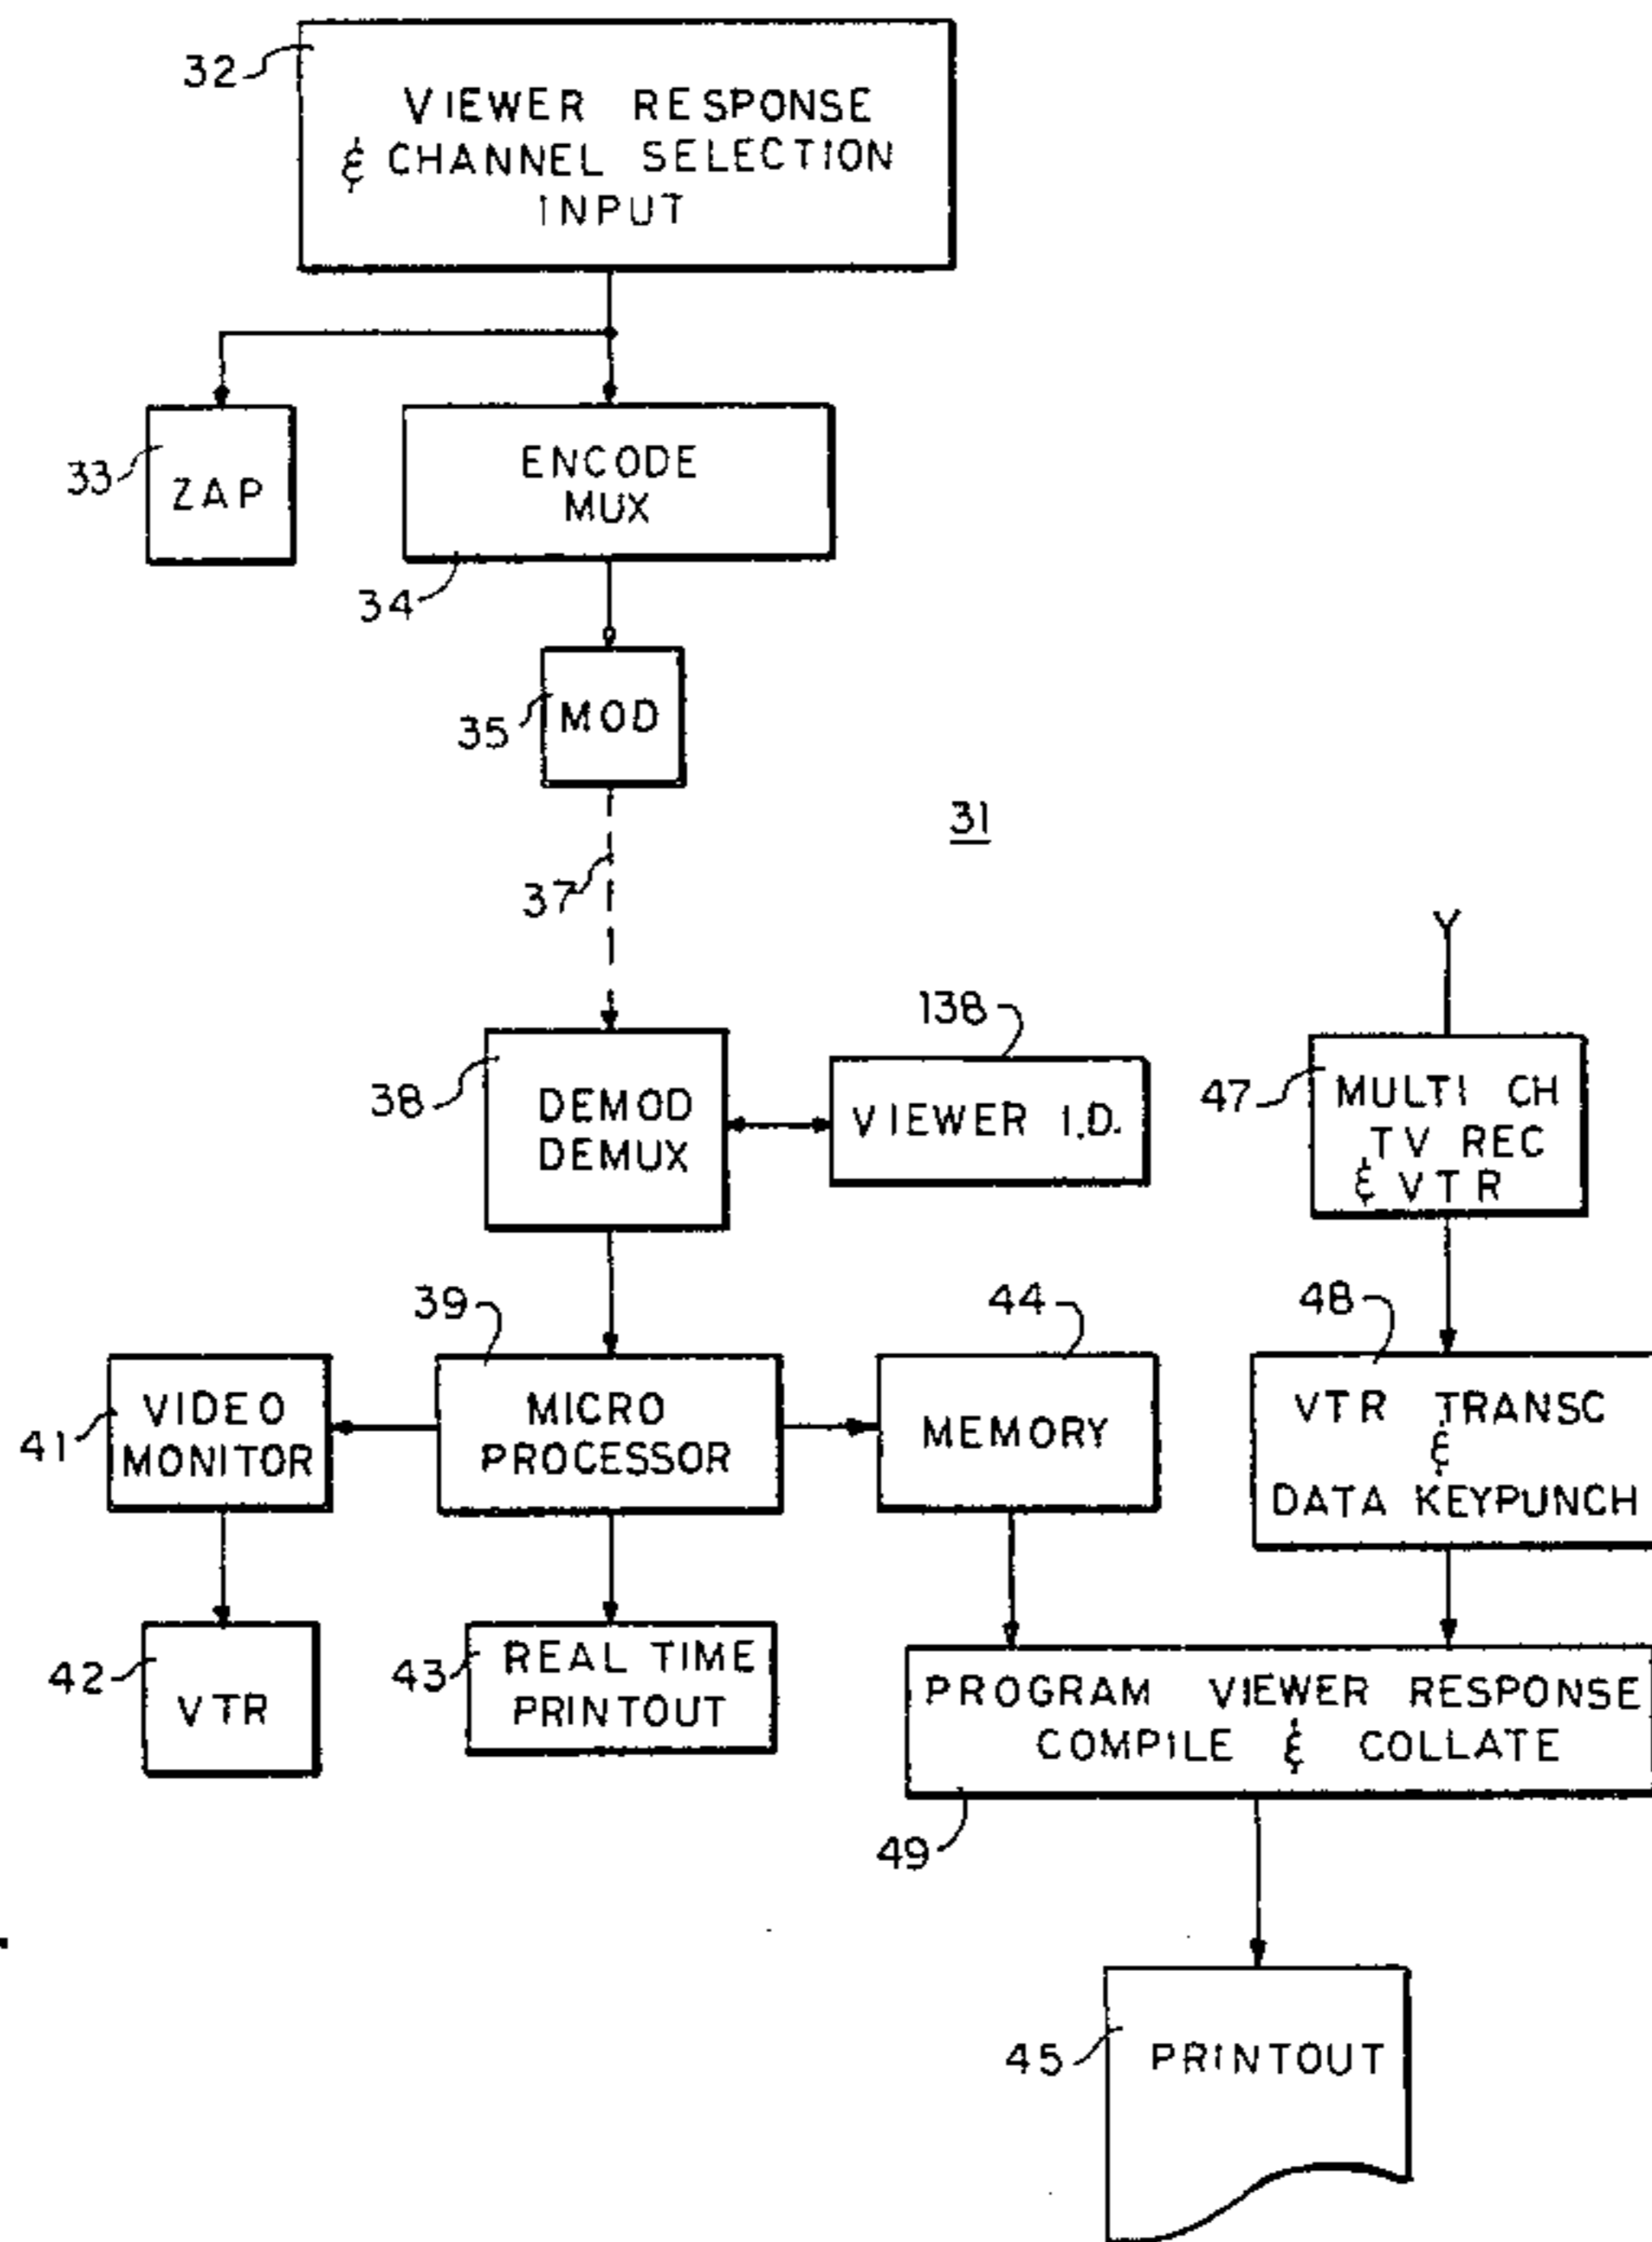 32
VIEWER RESPONSE
& CHANNEL SELECTION
INPUT
33
ZAP
ENCODE
MUX
34
35
MOD
37
31
38
DEMOD
DEMUX
138
VIEWER I.D.
47
MULTI CH
TV REC
& VTR
39
44
48
41
VIDEO
MONITOR
MICRO
PROCESSOR
MEMORY
VTR TRANSC
&
DATA KEYPUNCH
42
VTR
43
REAL TIME
PRINTOUT
PROGRAM VIEWER RESPONSE
COMPILE & COLLATE
49
45
PRINTOUT